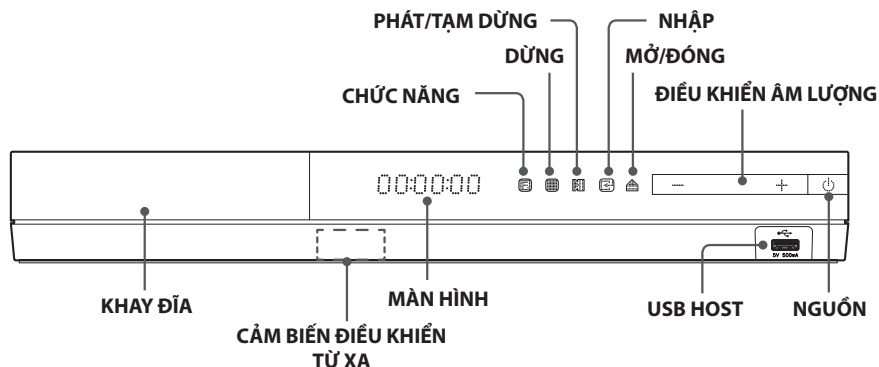 PHÁT/TẠM DỪNG
NHẬP
DỪNG
MỞ/ĐÓNG
CHỨC NĂNG
ĐIỀU KHIỂN ÂM LƯỢNG
00:00:00
KHAY ĐĨA
MÀN HÌNH
CẢM BIẾN ĐIỀU KHIỂN
TỪ XA
5V 500mA
USB HOST
NGUỒN